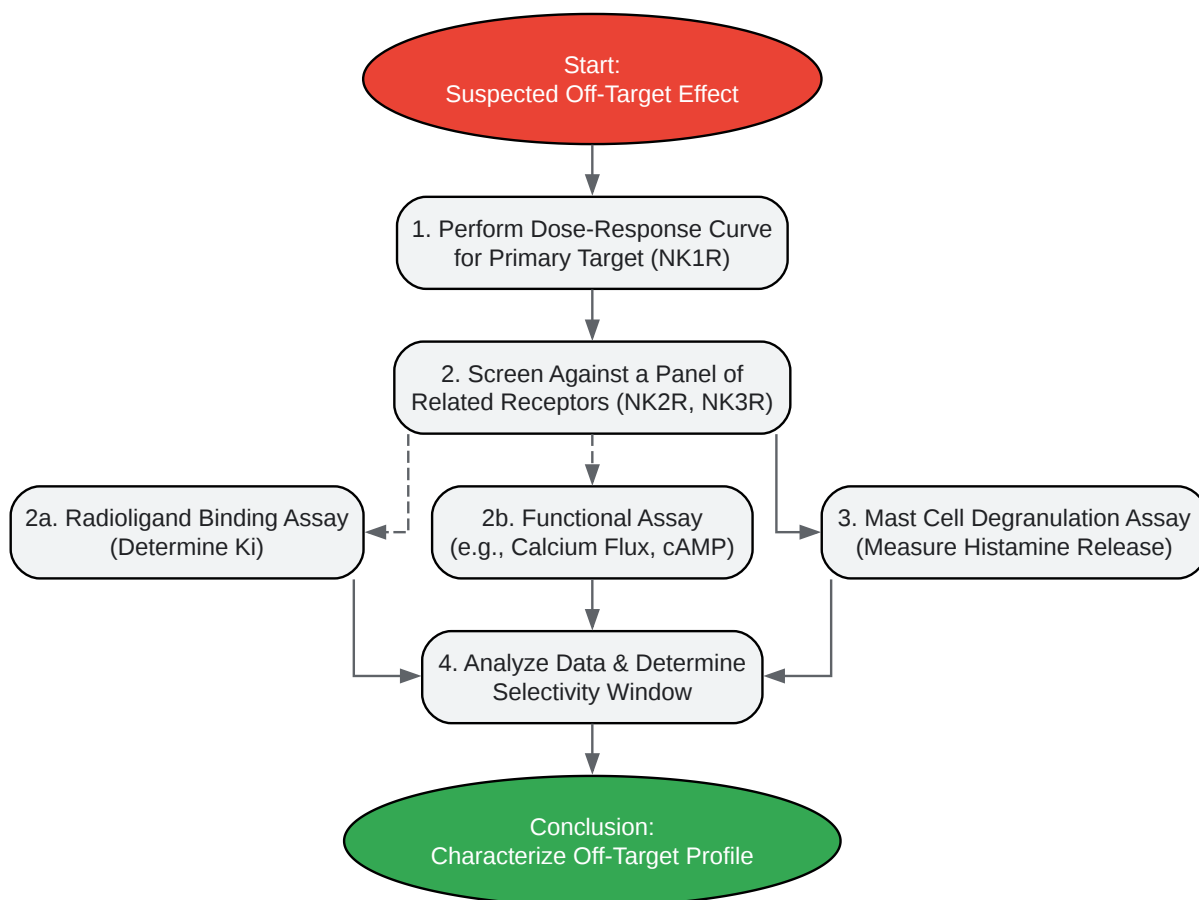 Start:
Suspected Off-Target Effect
1. Perform Dose-Response Curve
for Primary Target (NK1R)
2. Screen Against a Panel of
Related Receptors (NK2R, NK3R)
2a. Radioligand Binding Assay
(Determine Ki)
2b. Functional Assay
(e.g., Calcium Flux, cAMP)
3. Mast Cell Degranulation Assay
(Measure Histamine Release)
4. Analyze Data & Determine
Selectivity Window
Conclusion:
Characterize Off-Target Profile